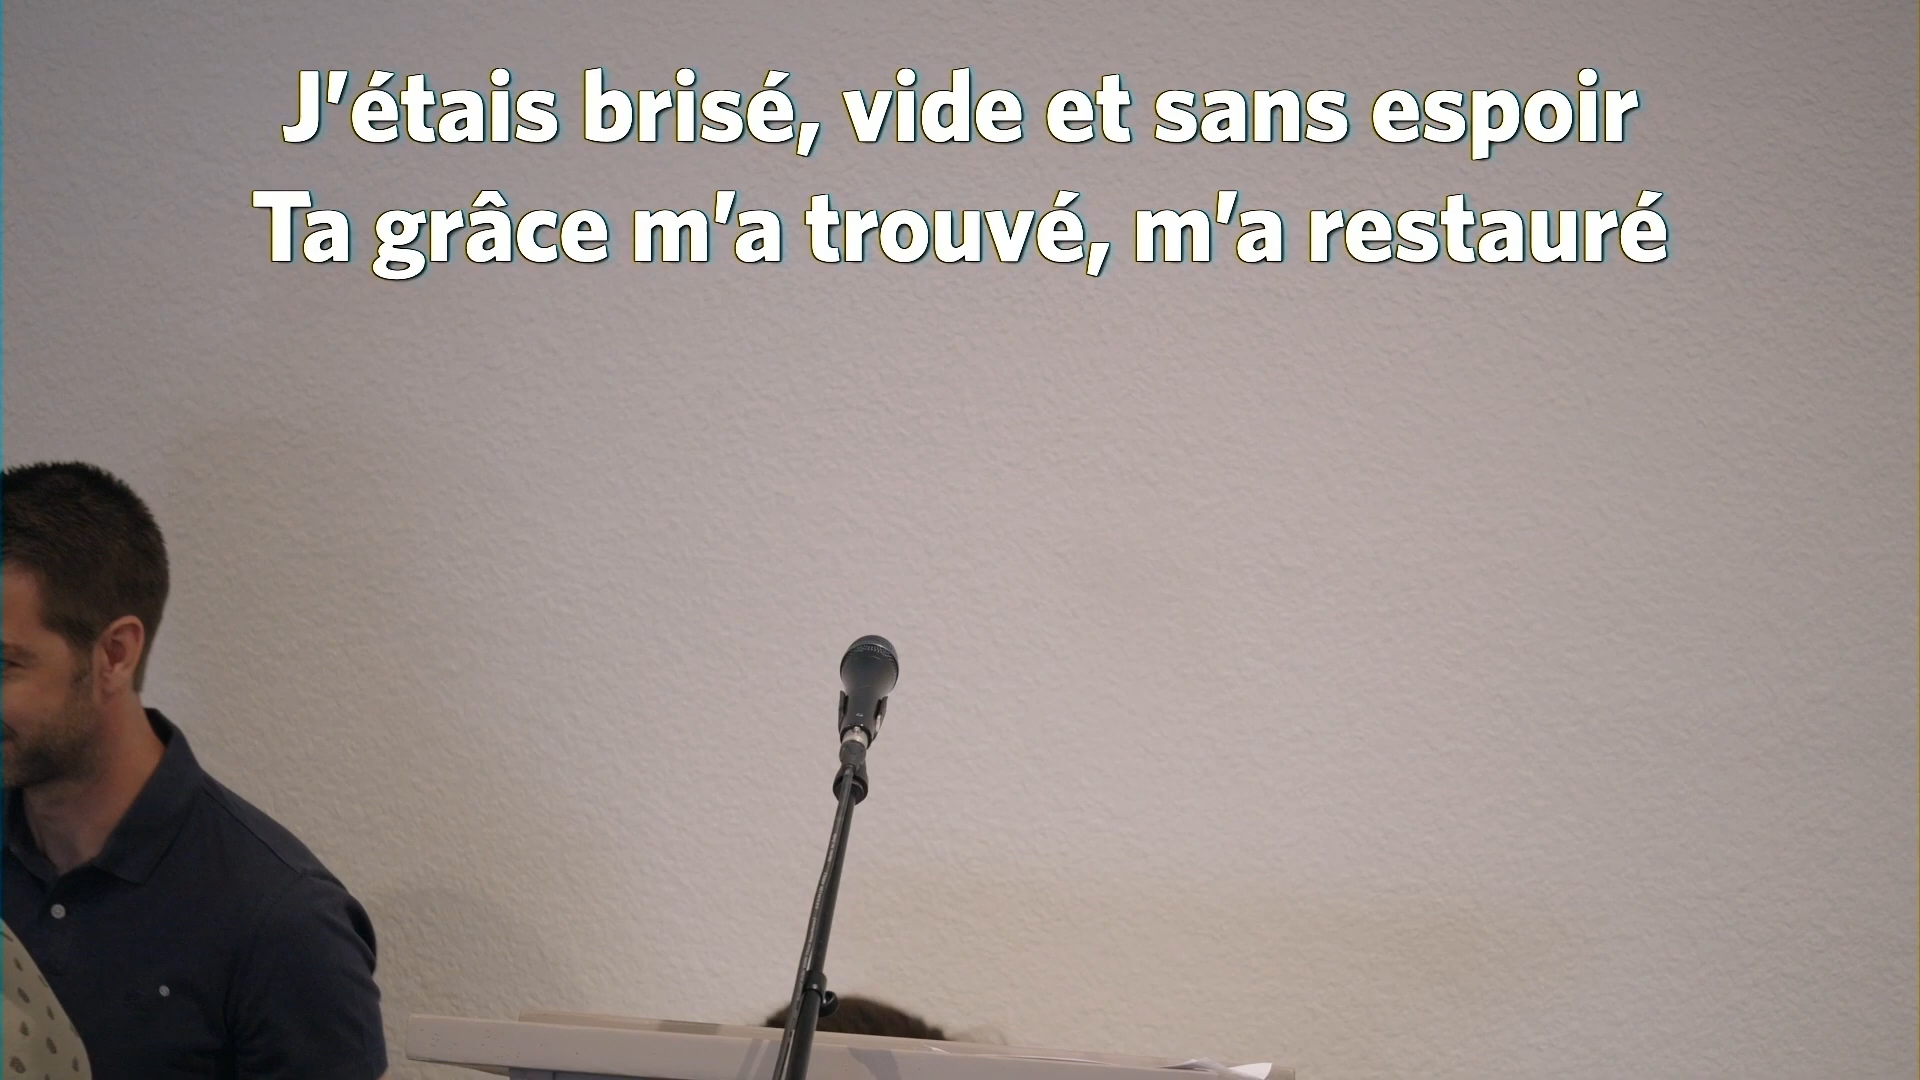 J'étais brisé, vide et sans espoir
Ta grâce m'a trouvé, m'a restauré